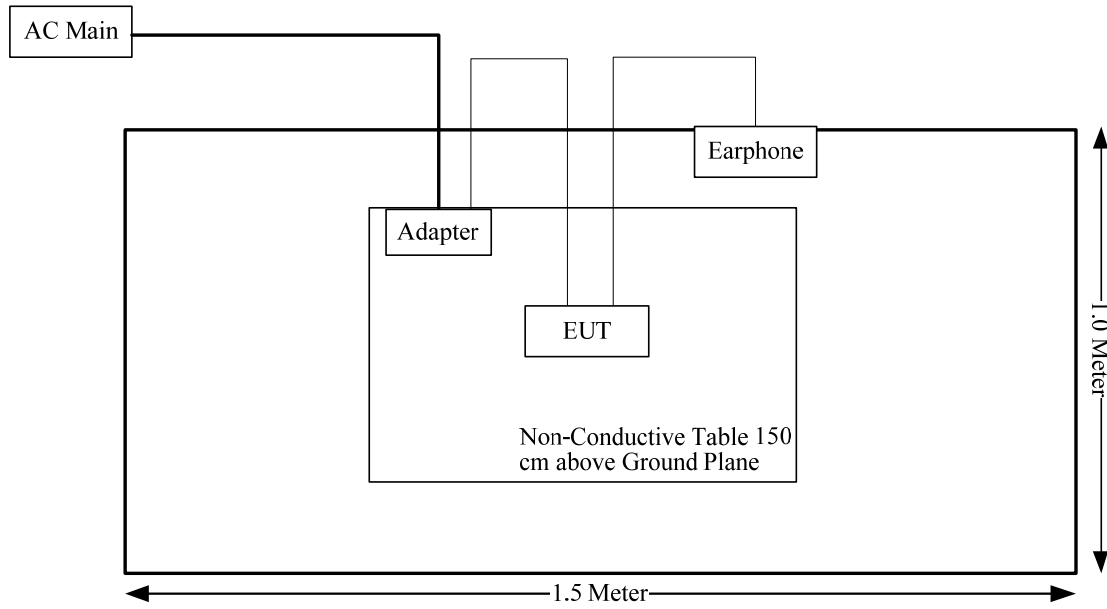 AC Main
Earphone
Adapter
EUT
Non-Conductive Table 150
cm above Ground Plane
1.0 Meter
1.5 Meter